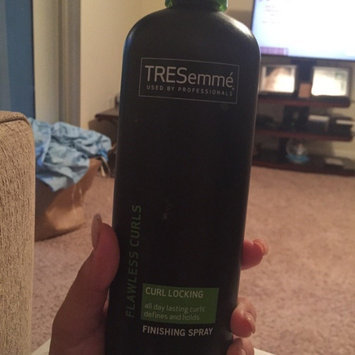 TRESemmé
USED BY PROFESSIONALS
FLAWLESS CURLS
CURL LOCKING
all day lasting curls
defines and holds
FINISHING SPRAY